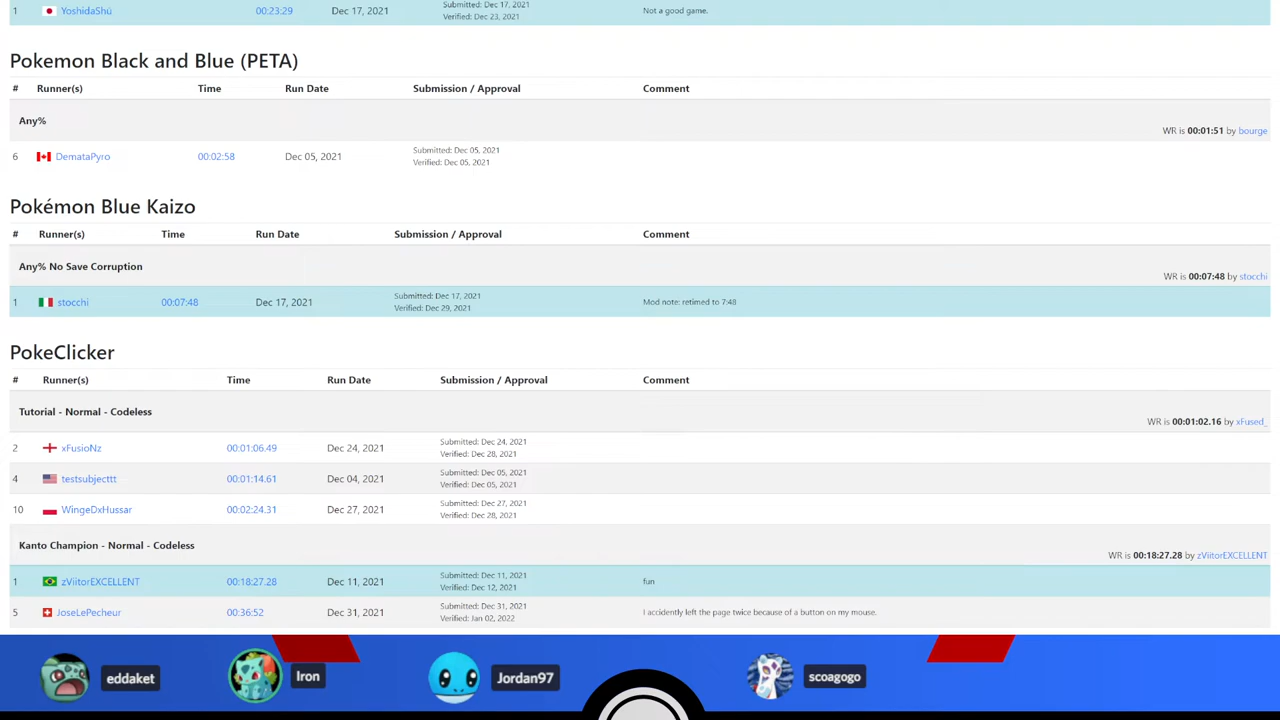 1 YoshidaShū 00:23:29 Dec 17, 2021 Submitted: Dec 17, 2021 Not a good game.
Verified: Dec 23, 2021
Pokemon Black and Blue (PETA)
# Runner(s) Time Run Date Submission / Approval Comment
Any%
WR is 00:01:51 by bourge
6 DemataPyro 00:02:58 Dec 05, 2021 Submitted: Dec 05, 2021
Verified: Dec 05, 2021
Pokémon Blue Kaizo
# Runner(s) Time Run Date Submission / Approval Comment
Any% No Save Corruption
WR is 00:07:48 by stocchi
1 stocchi 00:07:48 Dec 17, 2021 Submitted: Dec 17, 2021 Mod note: retimed to 7:48
Verified: Dec 29, 2021
PokeClicker
# Runner(s) Time Run Date Submission / Approval Comment
Tutorial - Normal - Codeless
WR is 00:01:02.16 by xFused_
2 xFusioNz 00:01:06.49 Dec 24, 2021 Submitted: Dec 24, 2021
Verified: Dec 28, 2021
4 testsubjecttt 00:01:14.61 Dec 04, 2021 Submitted: Dec 05, 2021
Verified: Dec 05, 2021
10 WingeDxHussar 00:02:24.31 Dec 27, 2021 Submitted: Dec 27, 2021
Verified: Dec 28, 2021
Kanto Champion - Normal - Codeless
WR is 00:18:27.28 by zViitorEXCELLENT
1 zViitorEXCELLENT 00:18:27.28 Dec 11, 2021 Submitted: Dec 11, 2021 fun
Verified: Dec 12, 2021
5 JoseLePecheur 00:36:52 Dec 31, 2021 Submitted: Dec 31, 2021 I accidently left the page twice because of a button on my mouse.
Verified: Jan 02, 2022
eddaket Iron Jordan97 scoagogo